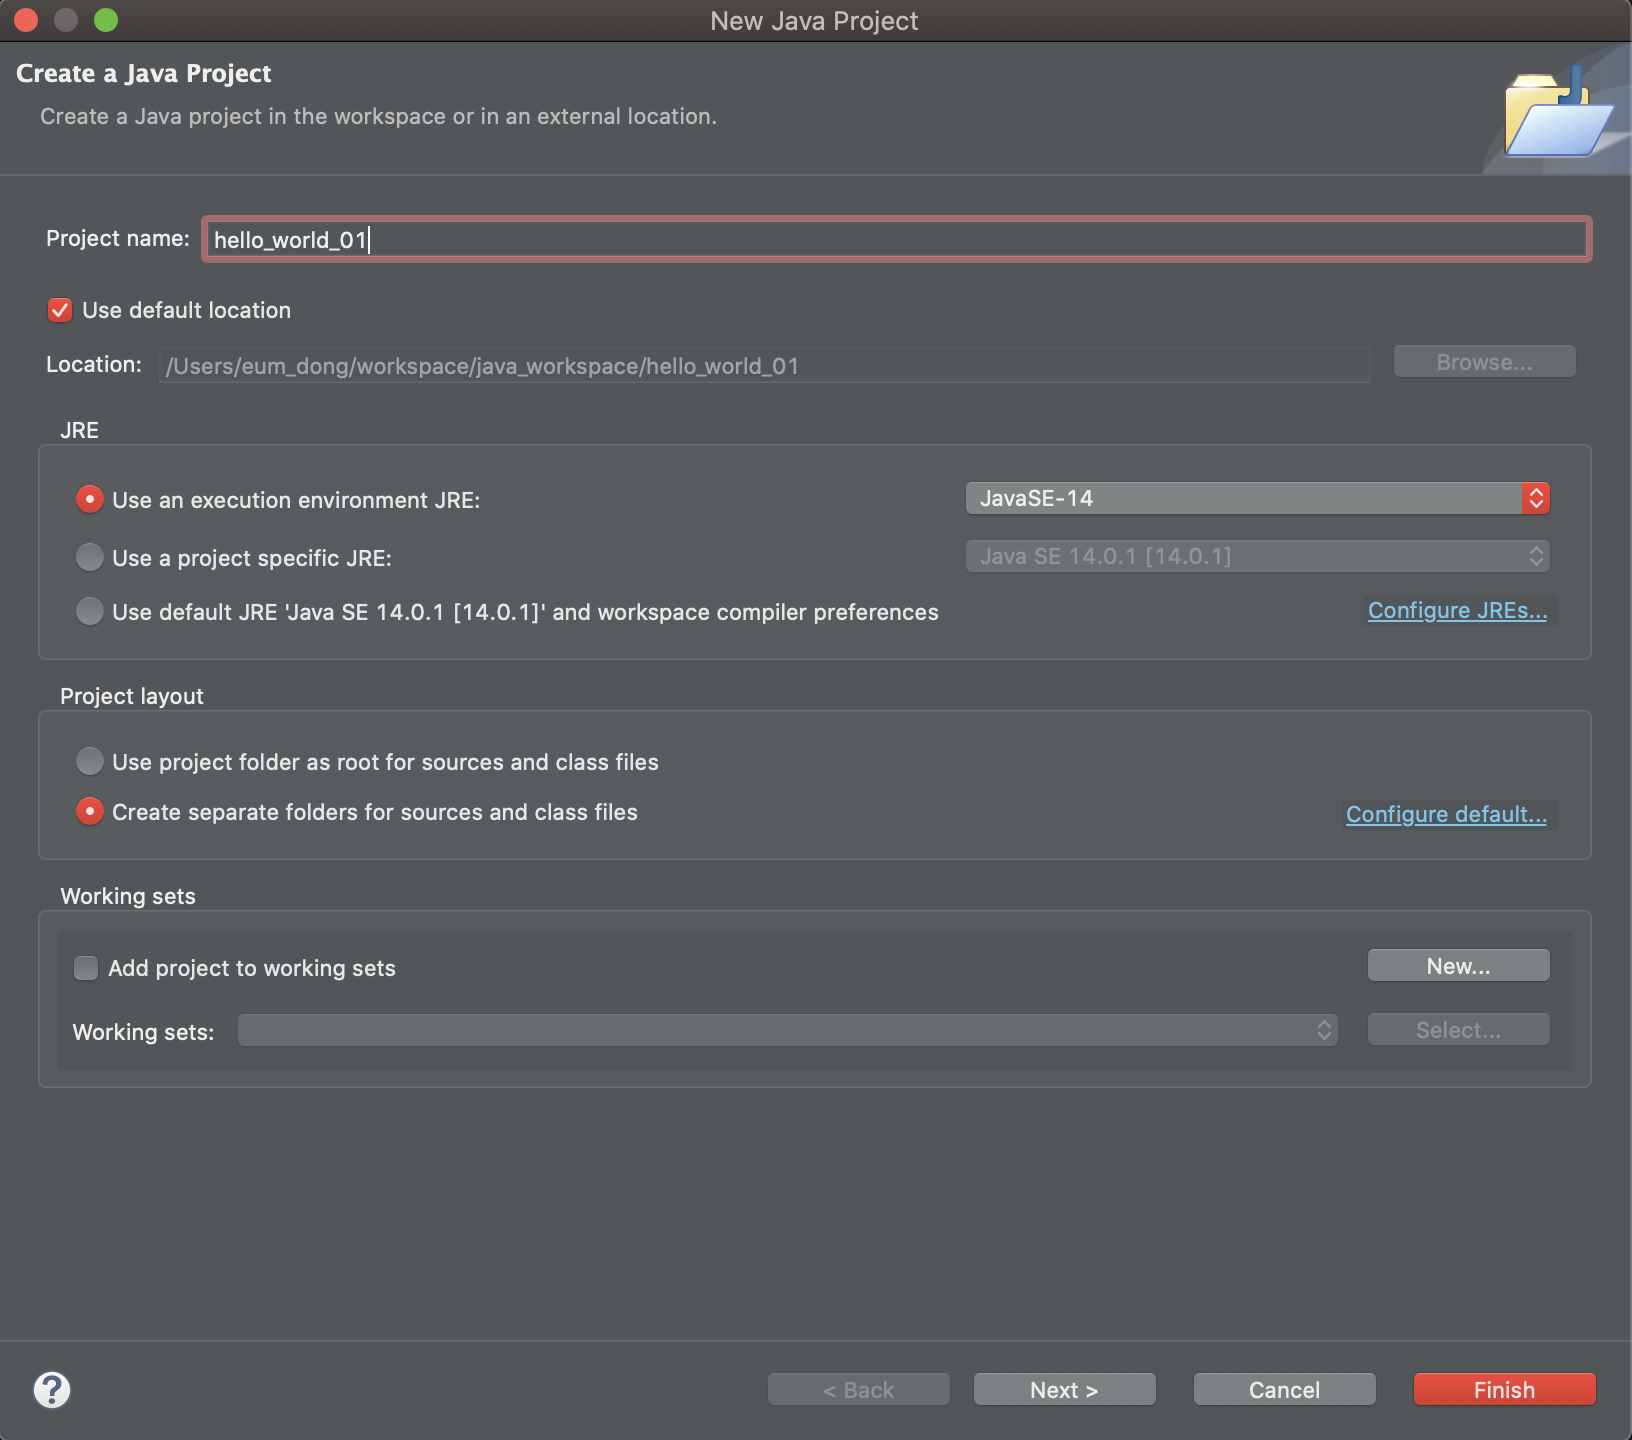 New Java Project
Create a Java Project
Create a Java project in the workspace or in an external location.
Project name: hello_world_01
Use default location
Location: /Users/eum_dong/workspace/java_workspace/hello_world_01 Browse...
JRE
Use an execution environment JRE: JavaSE-14
Use a project specific JRE: Java SE 14.0.1 [14.0.1]
Use default JRE 'Java SE 14.0.1 [14.0.1]' and workspace compiler preferences Configure JREs...
Project layout
Use project folder as root for sources and class files
Create separate folders for sources and class files Configure default...
Working sets
Add project to working sets New...
Working sets: Select...
? < Back Next > Cancel Finish